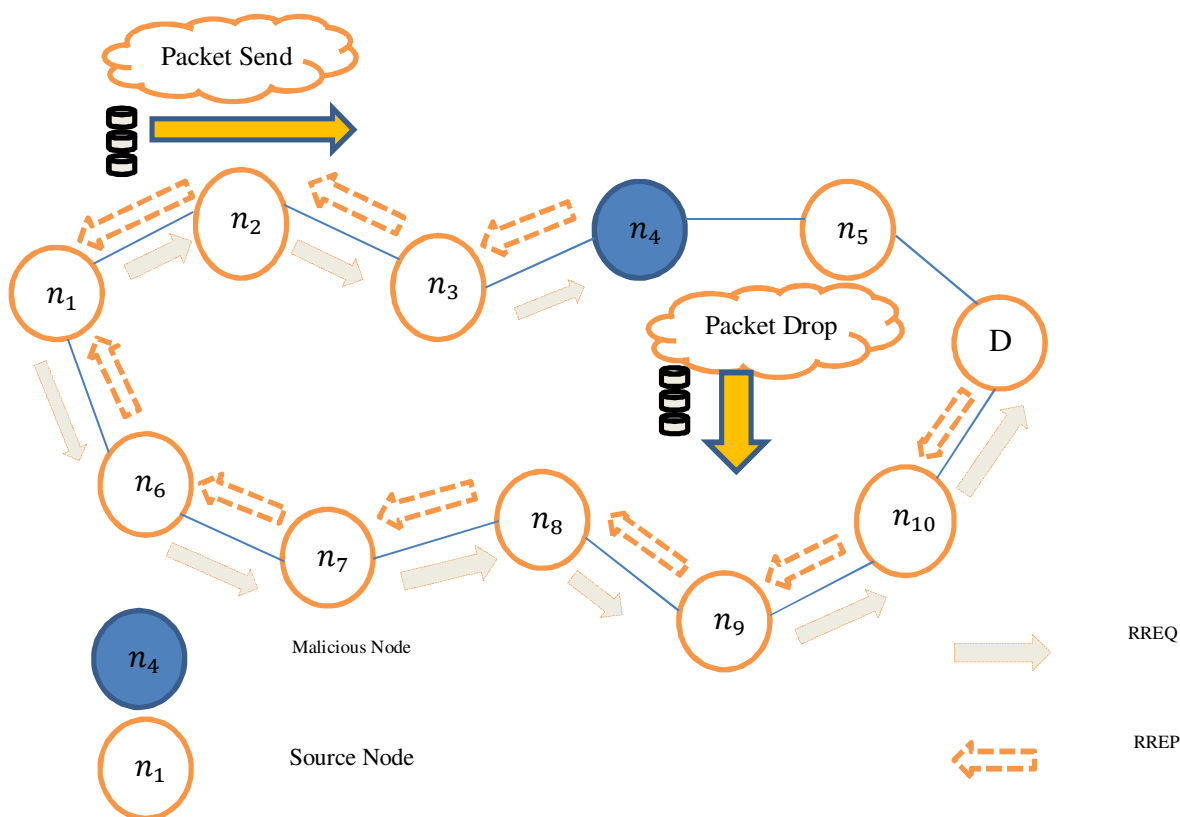 Packet Send
n₂
n₄
n₅
n₁
n₃
Packet Drop
D
n₆
n₈
n₁₀
n₇
n₉
n₄
Malicious Node
RREQ
n₁
Source Node
RREP